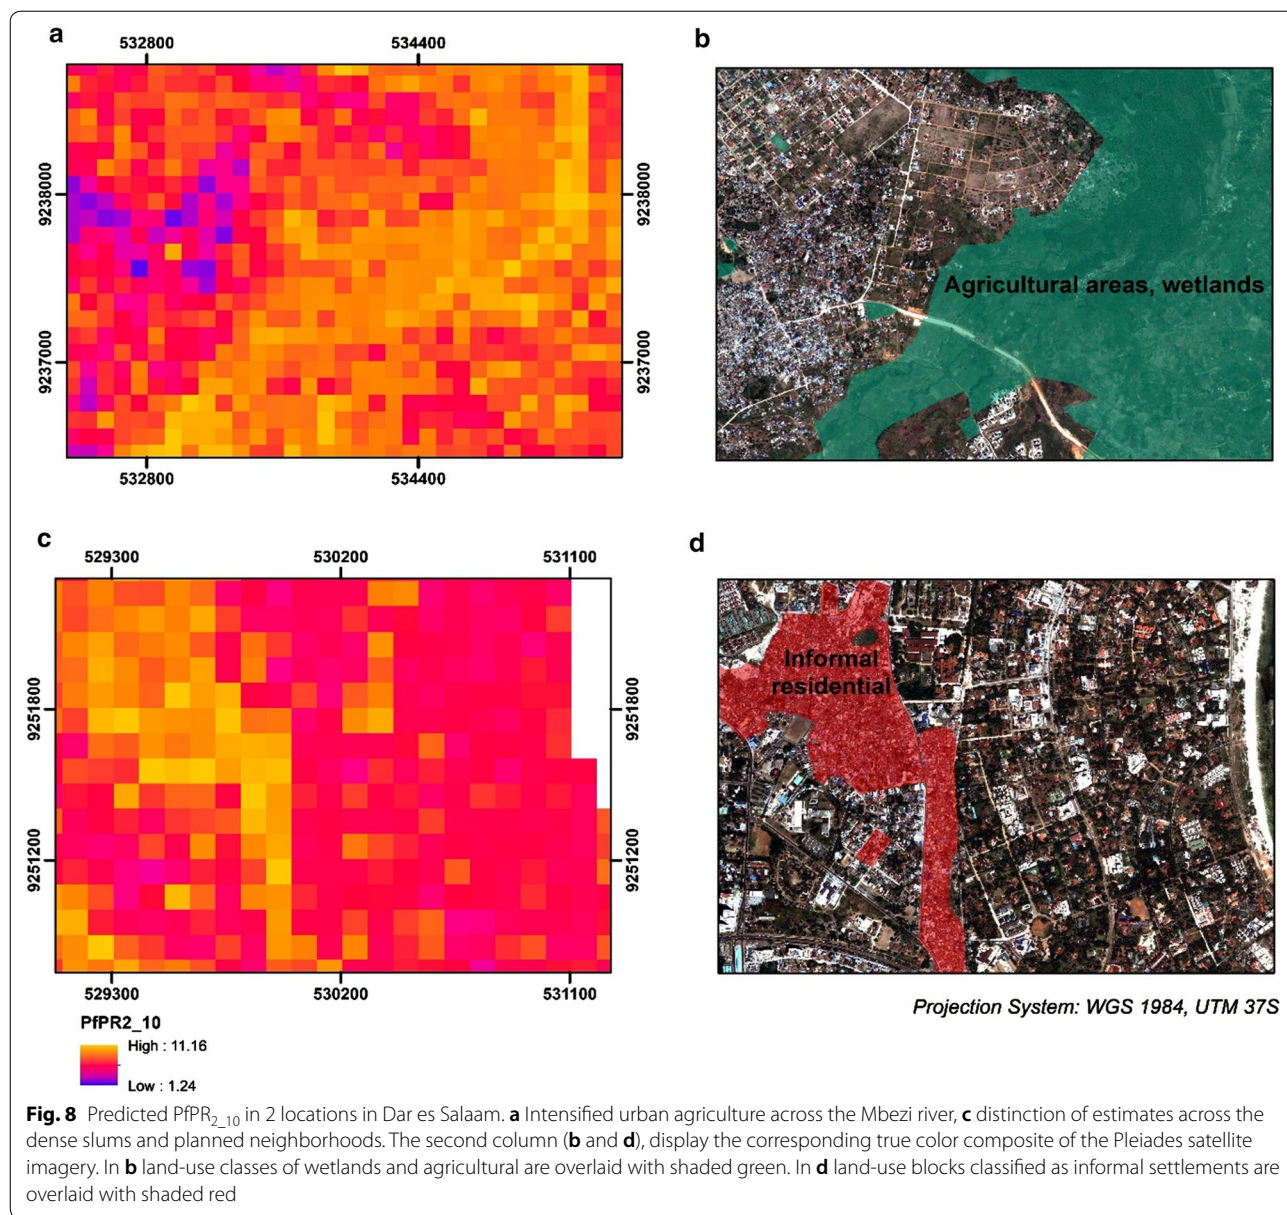 a
532800
534400
9238000
9238000
9237000
9237000
532800
534400
b
Agricultural areas, wetlands
c
529300
530200
531100
9251800
9251800
9251200
9251200
529300
530200
531100
d
Informal
residential
Projection System: WGS 1984, UTM 37S
PfPR2_10
High : 11.16
Low : 1.24
Fig. 8 Predicted PfPR2_10 in 2 locations in Dar es Salaam. a Intensified urban agriculture across the Mbezi river, c distinction of estimates across the
dense slums and planned neighborhoods. The second column (b and d), display the corresponding true color composite of the Pleiades satellite
imagery. In b land-use classes of wetlands and agricultural are overlaid with shaded green. In d land-use blocks classified as informal settlements are
overlaid with shaded red